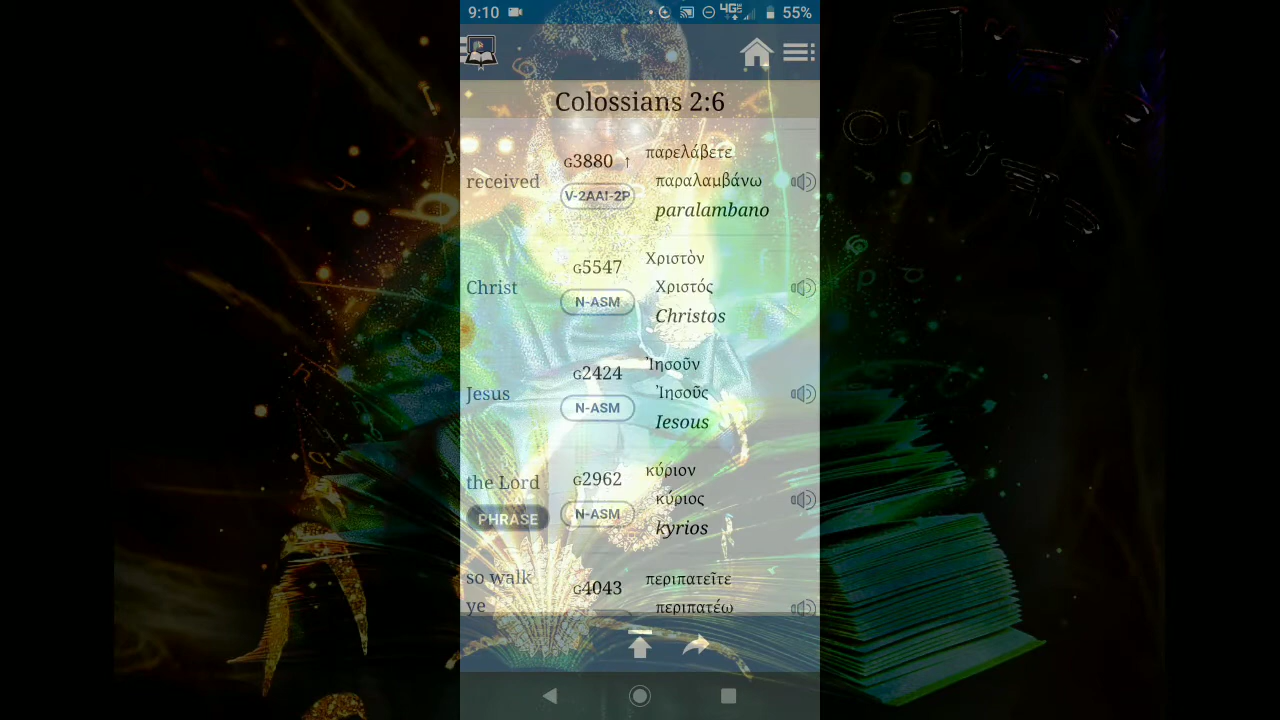 9:10 4G LTE 55%
Colossians 2:6
received G3880 ↑ παρελάβετε
V-2AAI-2P παραλαμβάνω
paralambano
Christ G5547 Χριστὸν
N-ASM Χριστός
Christos
Jesus G2424 Ἰησοῦν
N-ASM Ἰησοῦς
Iesous
the Lord G2962 κύριον
PHRASE N-ASM κύριος
kyrios
so walk G4043 περιπατεῖτε
ye περιπατέω